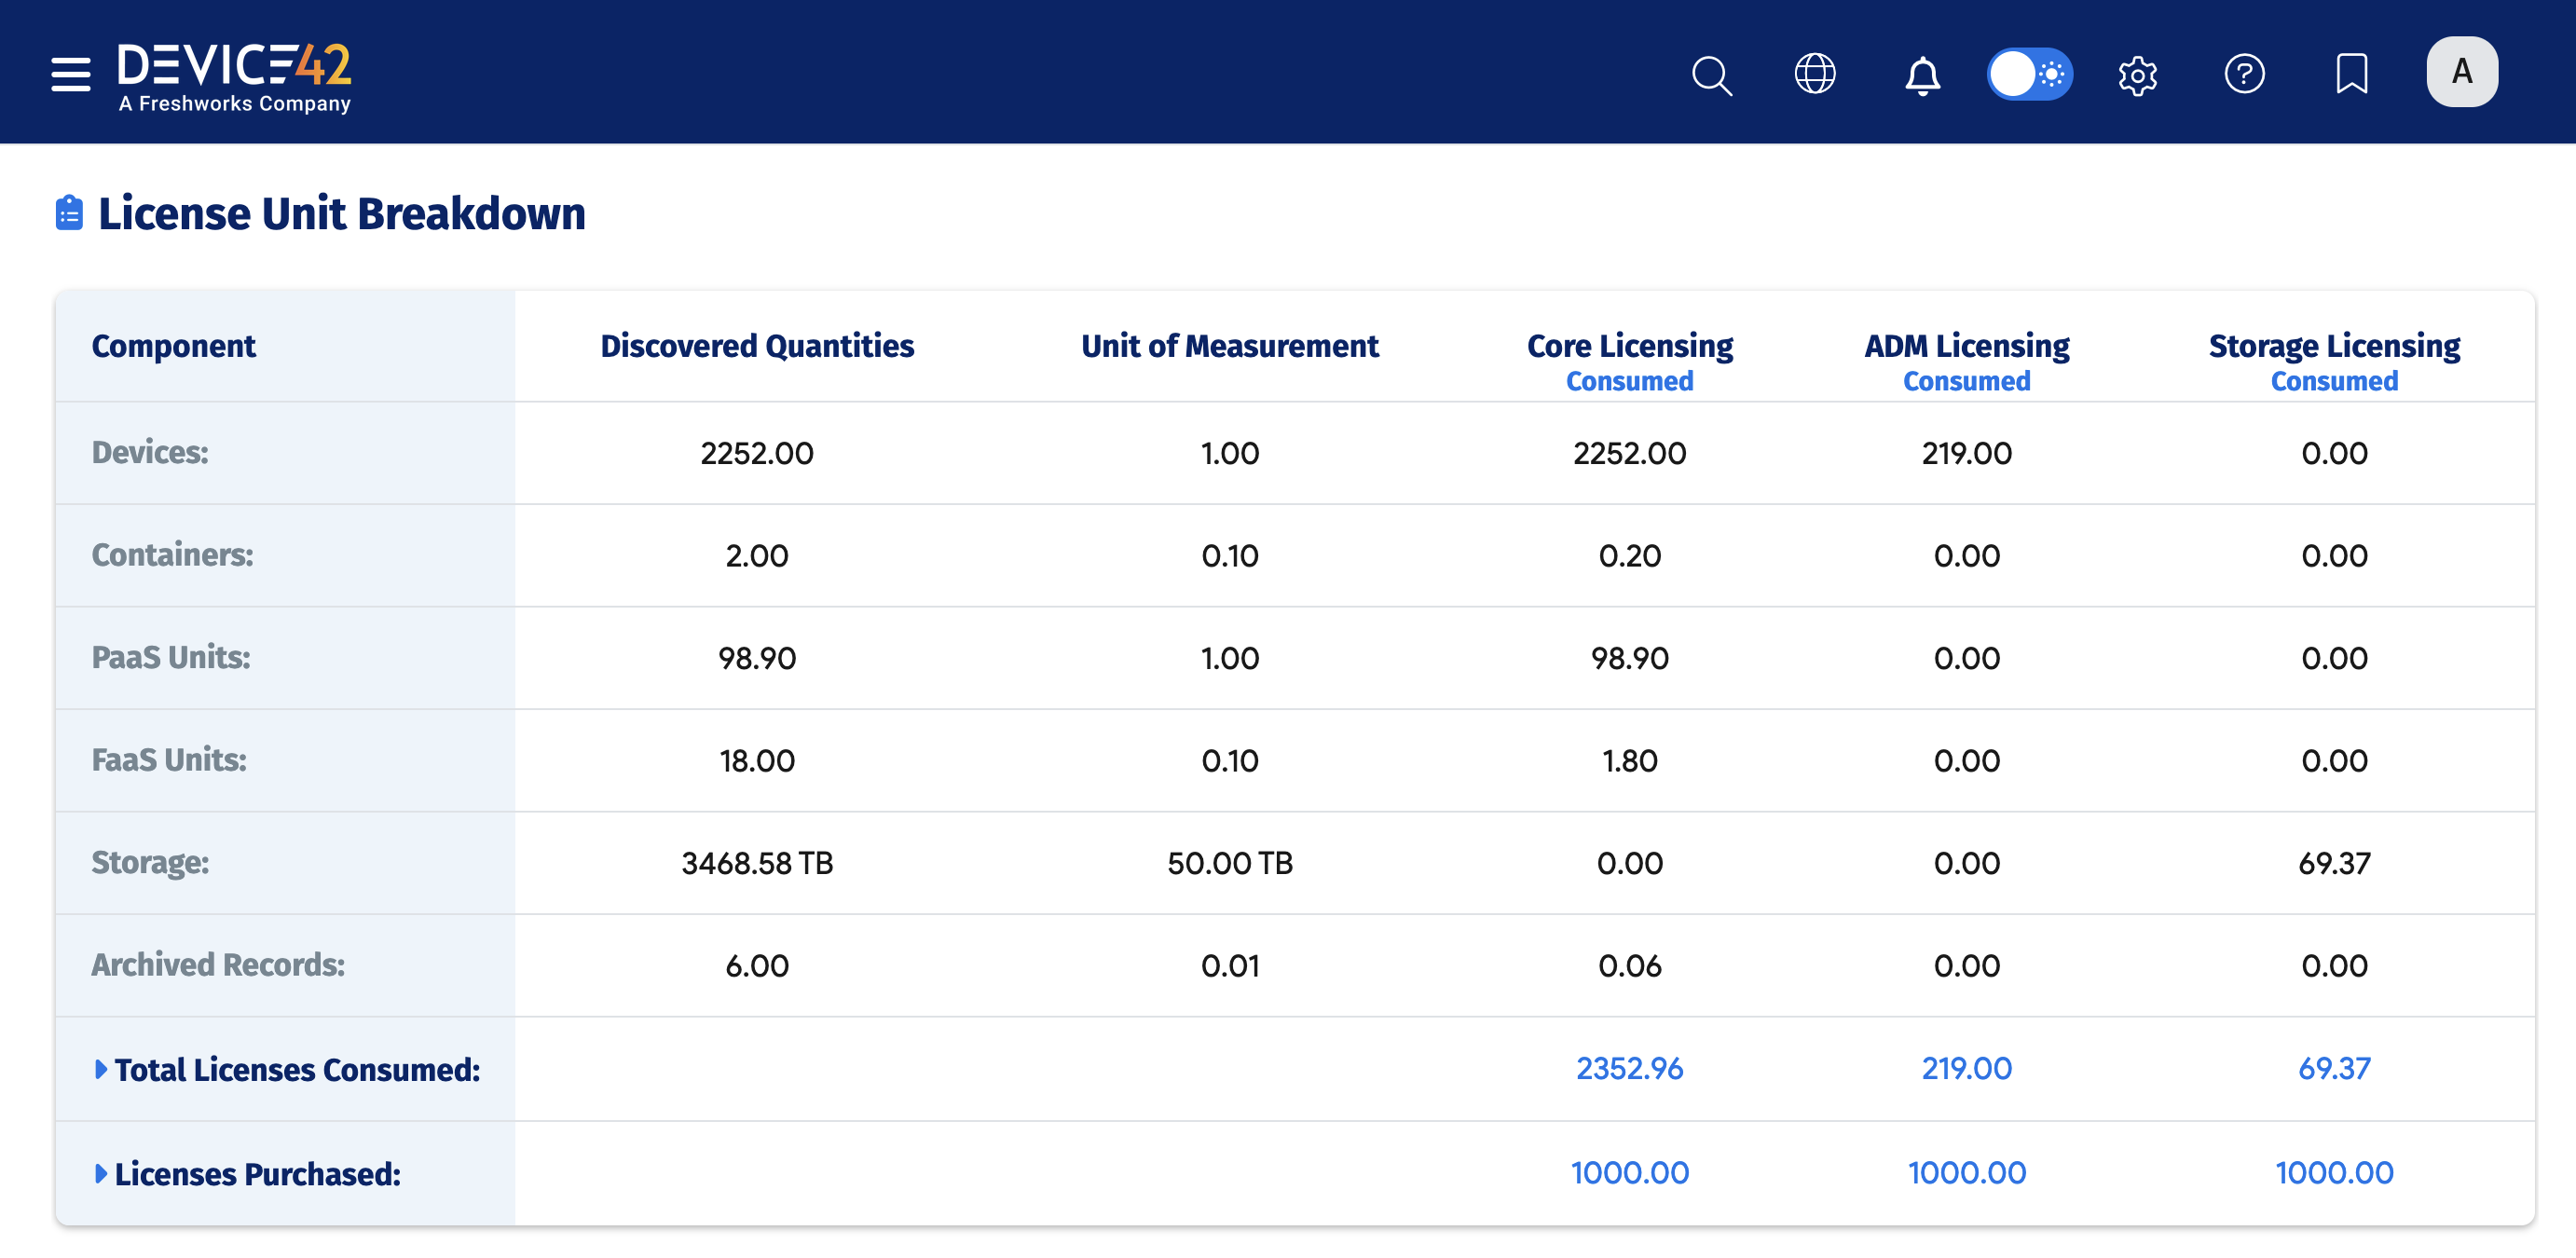 DEVICE42
A Freshworks Company
A
License Unit Breakdown
Component Discovered Quantities Unit of Measurement Core Licensing ADM Licensing Storage Licensing
Consumed Consumed Consumed
Devices: 2252.00 1.00 2252.00 219.00 0.00
Containers: 2.00 0.10 0.20 0.00 0.00
PaaS Units: 98.90 1.00 98.90 0.00 0.00
FaaS Units: 18.00 0.10 1.80 0.00 0.00
Storage: 3468.58 TB 50.00 TB 0.00 0.00 69.37
Archived Records: 6.00 0.01 0.06 0.00 0.00
Total Licenses Consumed: 2352.96 219.00 69.37
Licenses Purchased: 1000.00 1000.00 1000.00